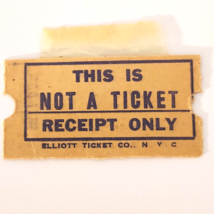 THIS IS
NOT A TICKET
RECEIPT ONLY
ELLIOTT TICKET CO., N Y C